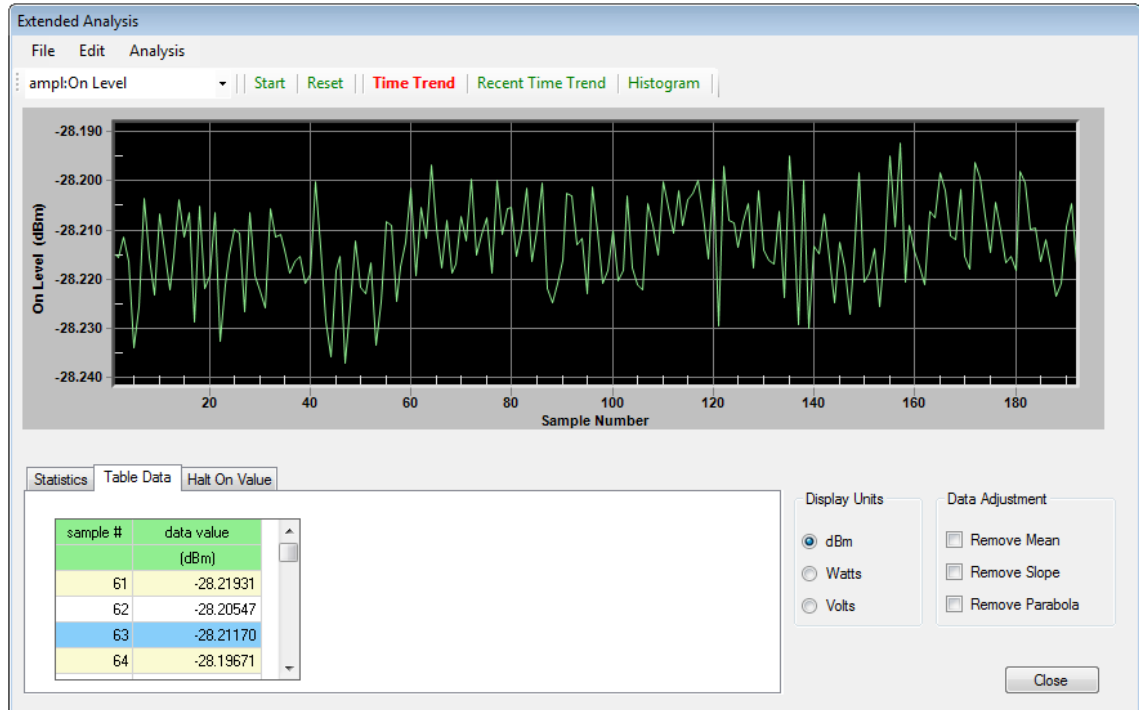 Extended Analysis
File Edit Analysis
ampl:On Level Start Reset Time Trend Recent Time Trend Histogram
-28.190
-28.200
-28.210
-28.220
-28.230
-28.240
On Level (dBm)
20 40 60 80 100 120 140 160 180
Sample Number
Statistics Table Data Halt On Value
sample # data value
(dBm)
61 -28.21931
62 -28.20547
63 -28.21170
64 -28.19671
Display Units
dBm
Watts
Volts
Data Adjustment
Remove Mean
Remove Slope
Remove Parabola
Close